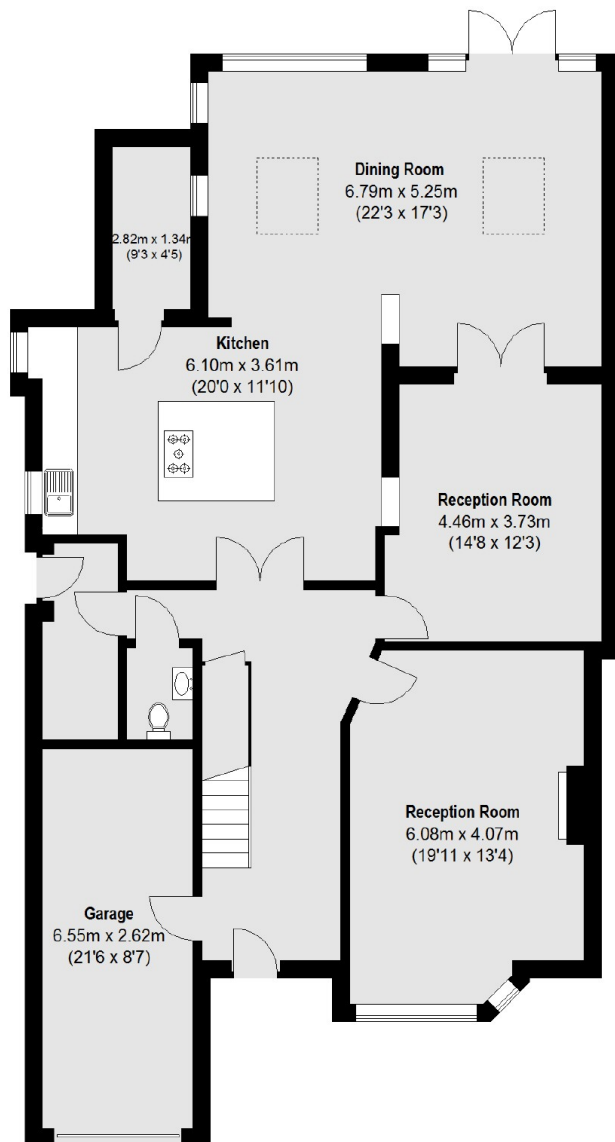 Dining Room
6.79m x 5.25m
(22'3 x 17'3)
2.82m x 1.34m
(9'3 x 4'5)
Kitchen
6.10m x 3.61m
(20'0 x 11'10)
Reception Room
4.46m x 3.73m
(14'8 x 12'3)
Reception Room
6.08m x 4.07m
(19'11 x 13'4)
Garage
6.55m x 2.62m
(21'6 x 8'7)